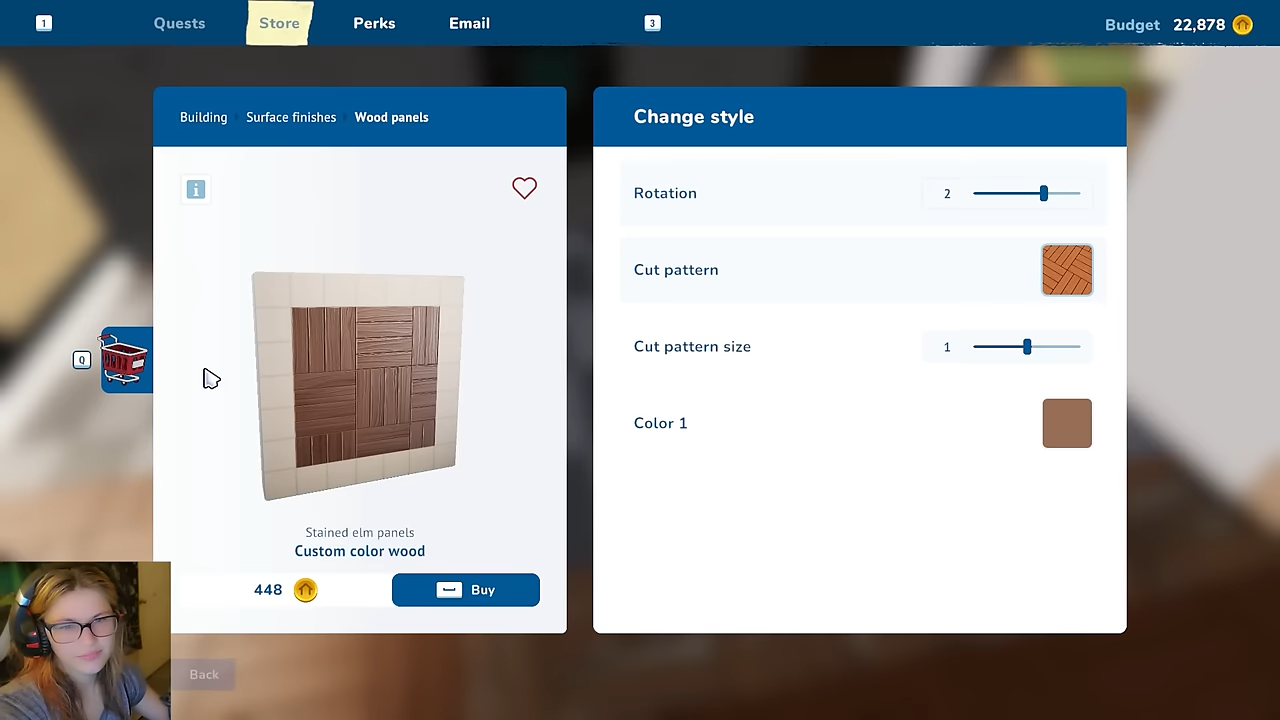 1 Quests Store Perks Email 3 Budget 22,878
Building Surface finishes Wood panels
Change style
i
Rotation 2
Cut pattern
Cut pattern size 1
Q
Color 1
Stained elm panels
Custom color wood
448 Buy
Back